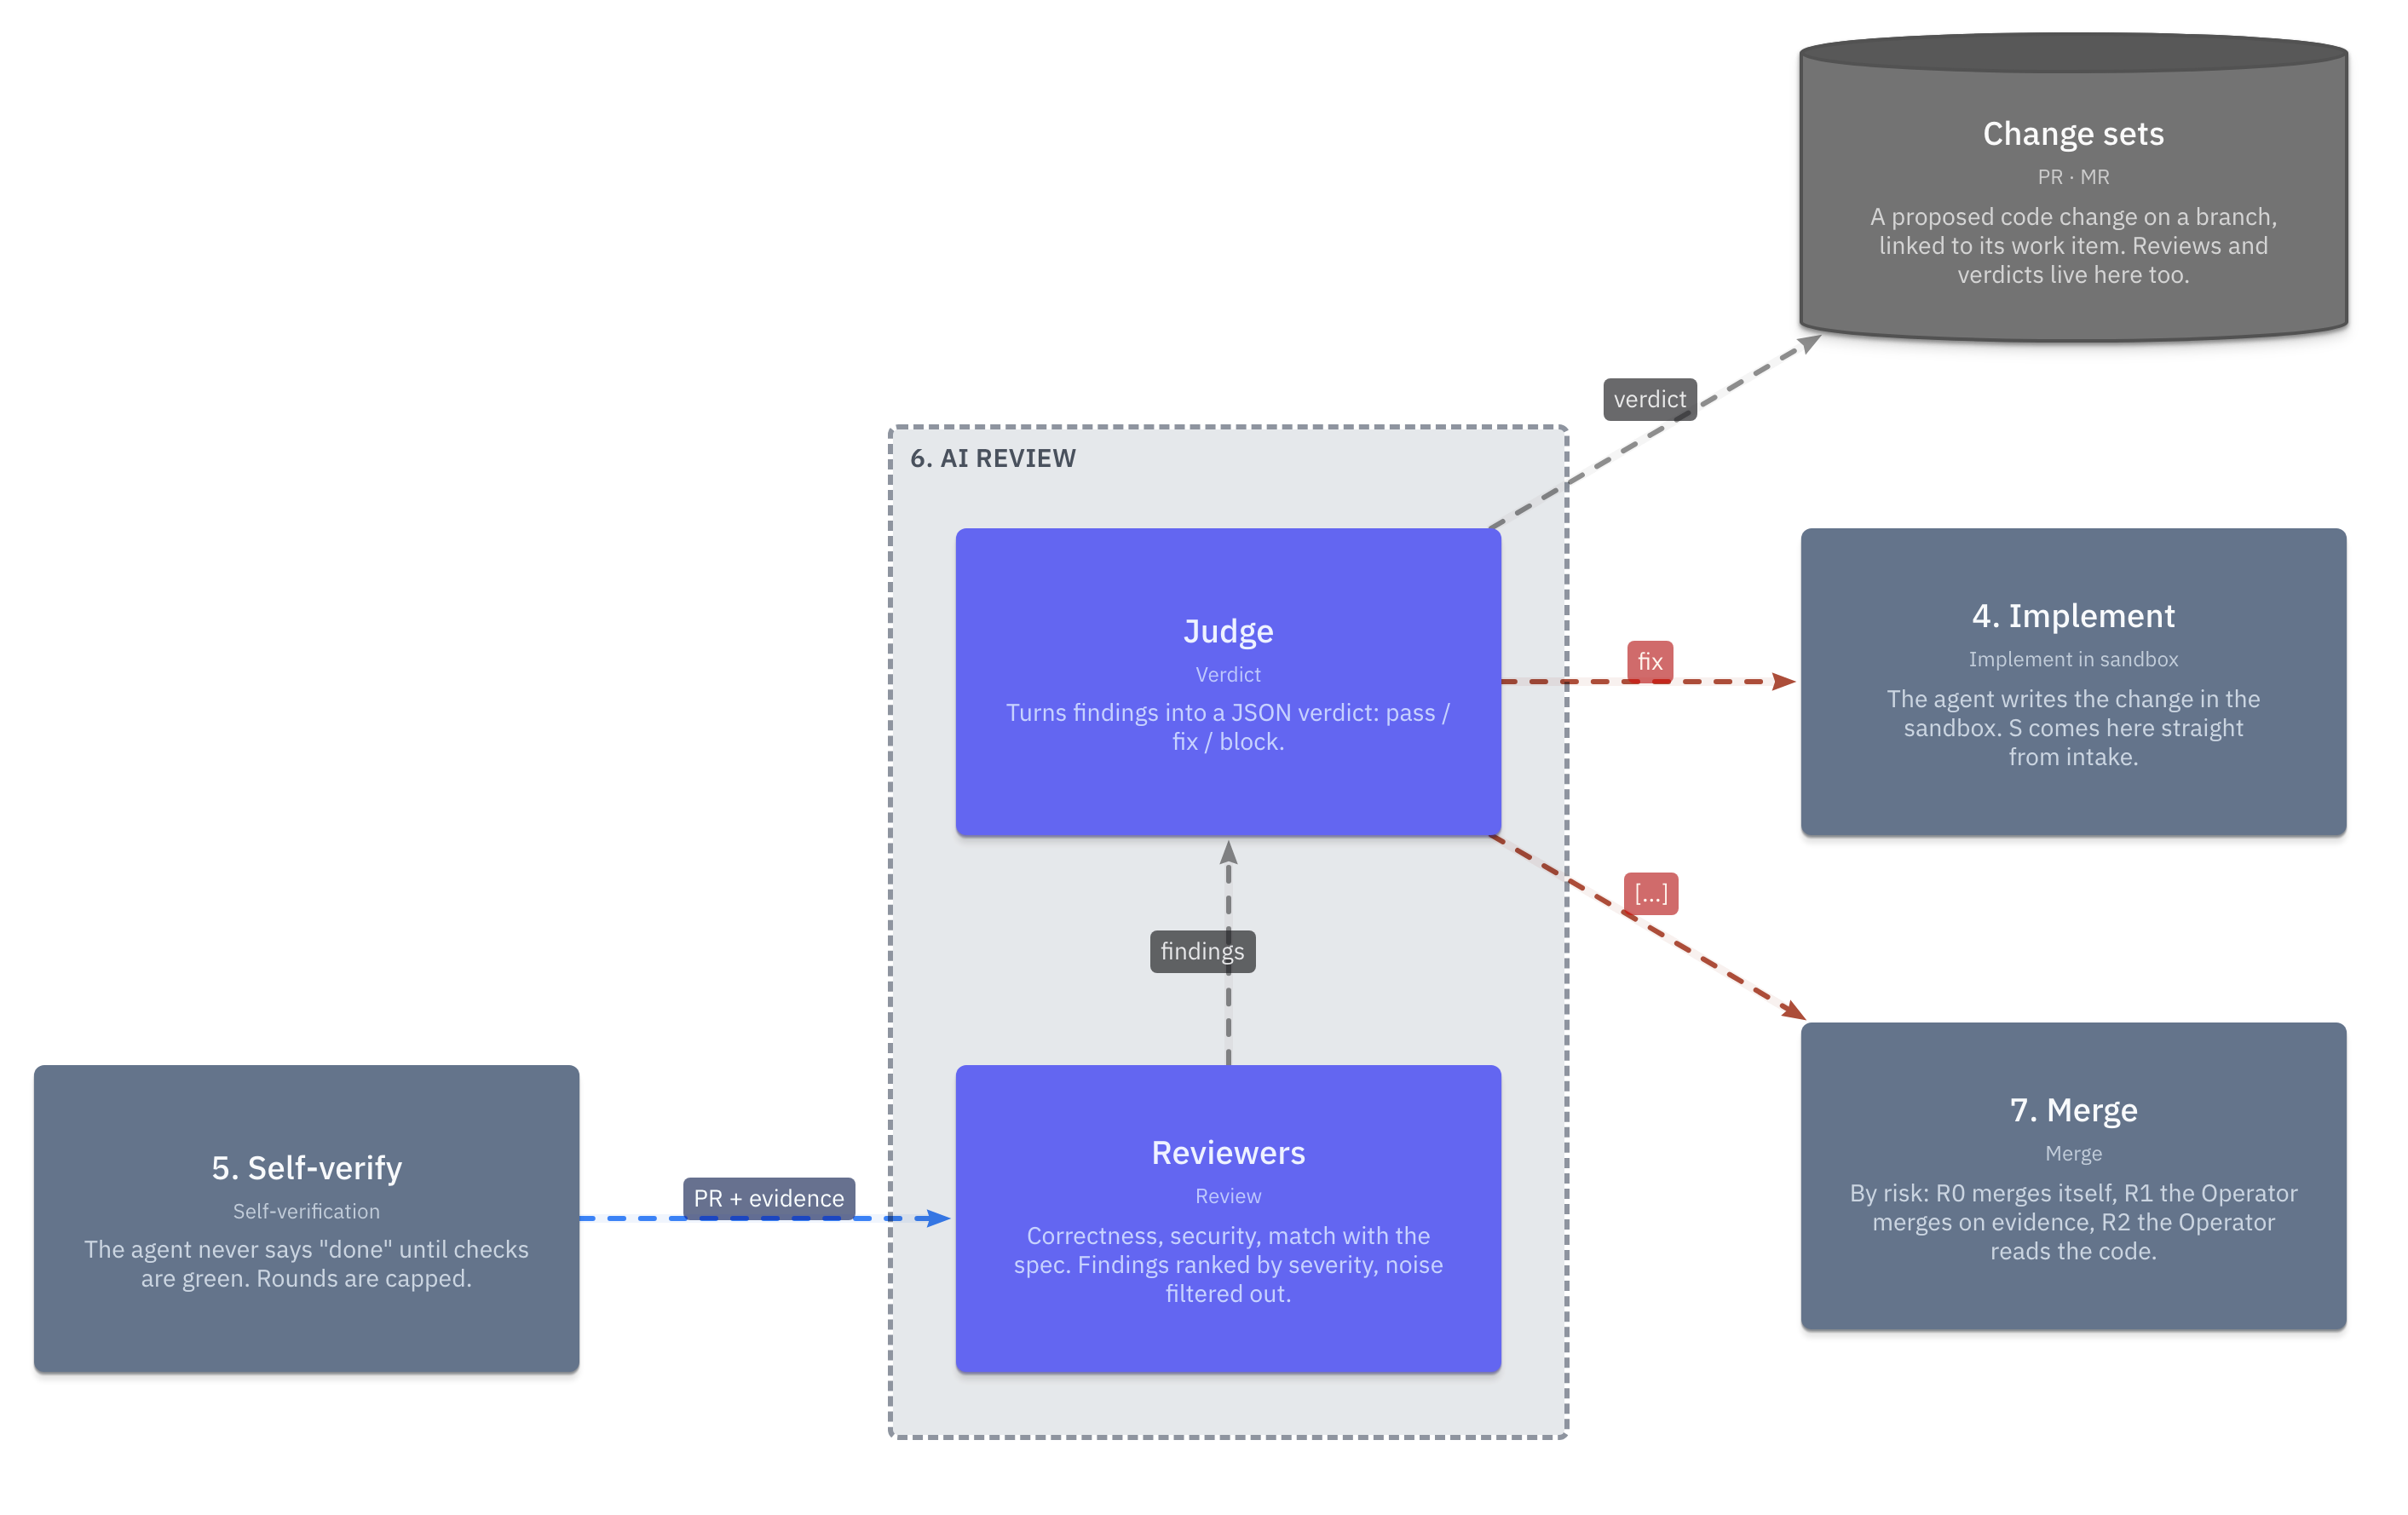 Change sets
PR · MR
A proposed code change on a branch,
linked to its work item. Reviews and
verdicts live here too.
verdict
6. AI REVIEW
Judge
Verdict
Turns findings into a JSON verdict: pass /
fix / block.
fix
4. Implement
Implement in sandbox
The agent writes the change in the
sandbox. S comes here straight
from intake.
[...]
findings
7. Merge
Merge
By risk: R0 merges itself, R1 the Operator
merges on evidence, R2 the Operator
reads the code.
5. Self-verify
Self-verification
The agent never says "done" until checks
are green. Rounds are capped.
PR + evidence
Reviewers
Review
Correctness, security, match with the
spec. Findings ranked by severity, noise
filtered out.